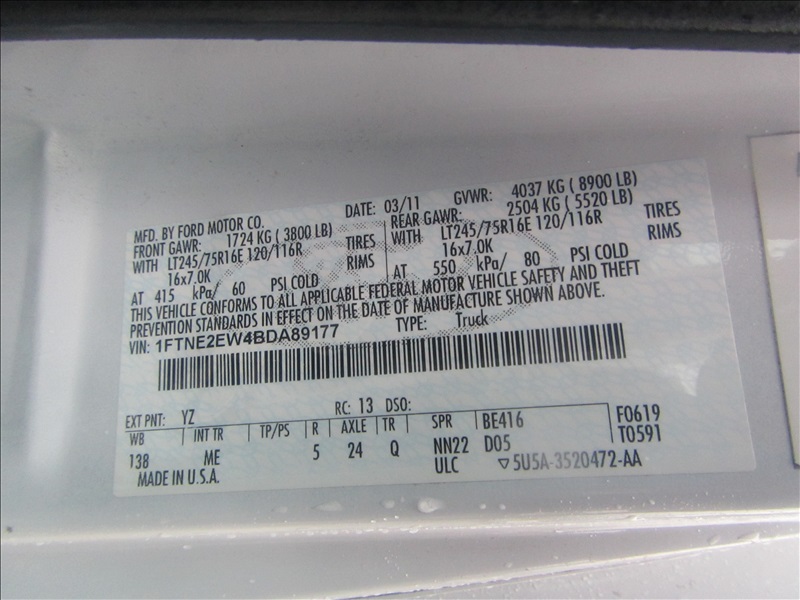 MFD. BY FORD MOTOR CO.
DATE: 03/11 GVWR: 4037 KG ( 8900 LB)
FRONT GAWR: 1724 KG ( 3800 LB)
WITH LT245/75R16E 120/116R TIRES
16x7.0K RIMS
AT 415 kPa/ 60 PSI COLD
REAR GAWR: 2504 KG ( 5520 LB)
WITH LT245/75R16E 120/116R TIRES
16x7.0K RIMS
AT 550 kPa/ 80 PSI COLD
THIS VEHICLE CONFORMS TO ALL APPLICABLE FEDERAL MOTOR VEHICLE SAFETY AND THEFT
PREVENTION STANDARDS IN EFFECT ON THE DATE OF MANUFACTURE SHOWN ABOVE.
VIN: 1FTNE2EW4BDA89177 TYPE: Truck
EXT PNT: YZ RC: 13 DSO:
WB INT TR TP/PS R AXLE TR SPR BE416 F0619
138 ME 5 24 Q NN22 D05 T0591
ULC ▽5U5A-3520472-AA
MADE IN U.S.A.